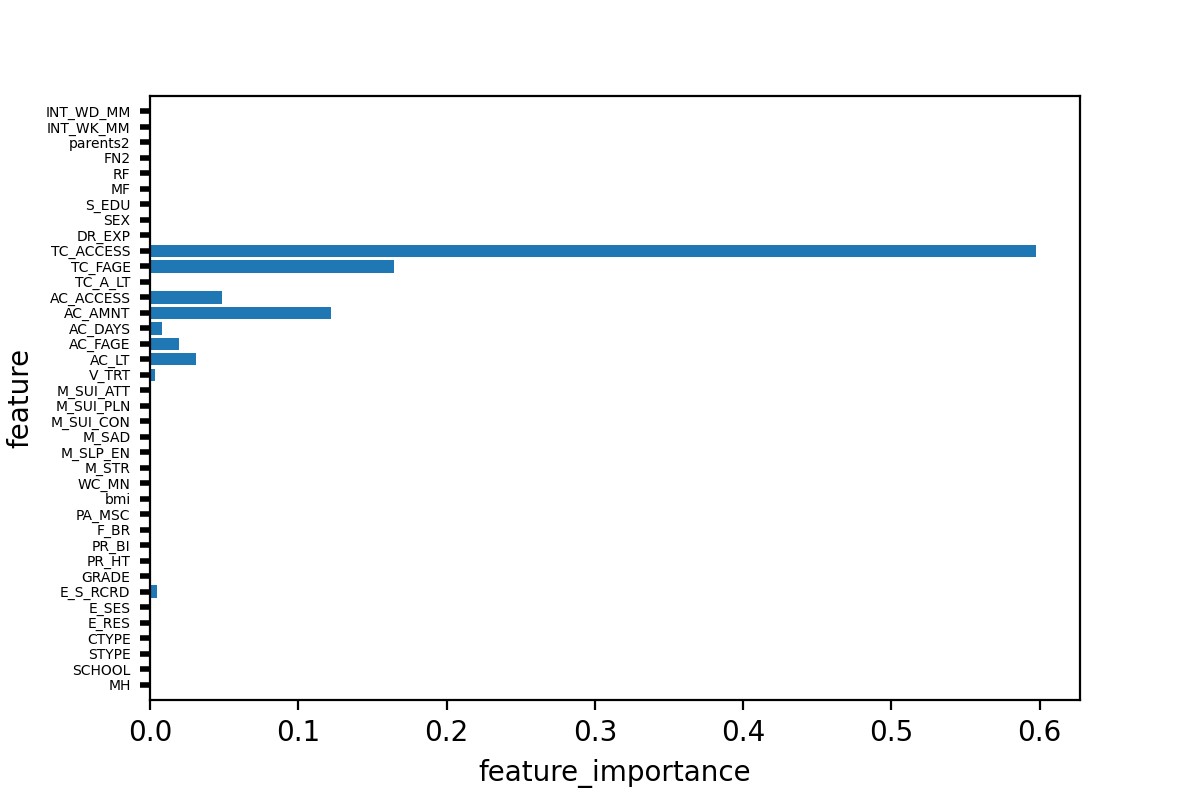 INT_WD_MM
INT_WK_MM
parents2
FN2
RF
MF
S_EDU
SEX
DR_EXP
TC_ACCESS
TC_FAGE
TC_A_LT
AC_ACCESS
AC_AMNT
AC_DAYS
AC_FAGE
AC_LT
V_TRT
M_SUI_ATT
M_SUI_PLN
M_SUI_CON
M_SAD
M_SLP_EN
M_STR
WC_MN
bmi
PA_MSC
F_BR
PR_BI
PR_HT
GRADE
E_S_RCRD
E_SES
E_RES
CTYPE
STYPE
SCHOOL
MH
feature
0.0 0.1 0.2 0.3 0.4 0.5 0.6
feature_importance